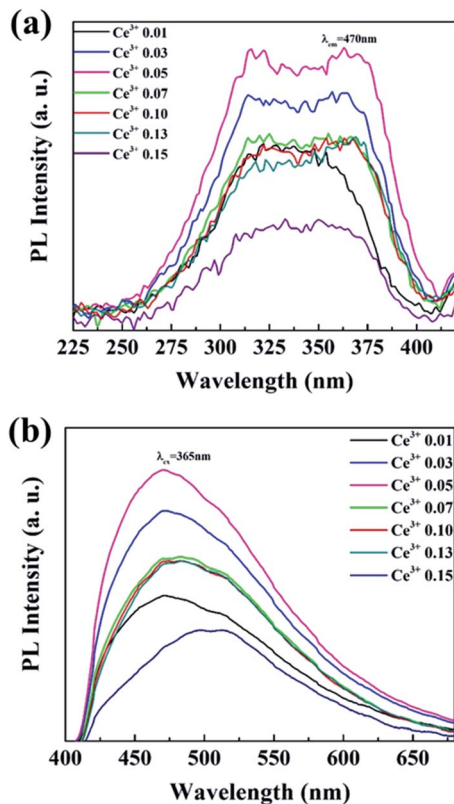 (a)
λem=470nm
Ce³⁺ 0.01
Ce³⁺ 0.03
Ce³⁺ 0.05
Ce³⁺ 0.07
Ce³⁺ 0.10
Ce³⁺ 0.13
Ce³⁺ 0.15
PL Intensity (a. u.)
225 250 275 300 325 350 375 400
Wavelength (nm)
(b)
λex=365nm
Ce³⁺ 0.01
Ce³⁺ 0.03
Ce³⁺ 0.05
Ce³⁺ 0.07
Ce³⁺ 0.10
Ce³⁺ 0.13
Ce³⁺ 0.15
PL Intensity (a. u.)
400 450 500 550 600 650
Wavelength (nm)